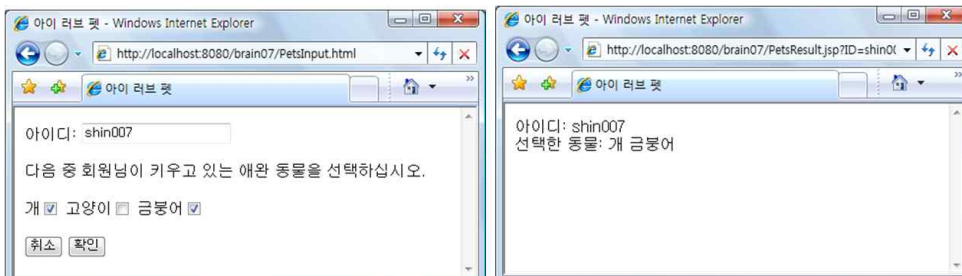 아이 러브 펫 - Windows Internet Explorer
http://localhost:8080/brain07/PetsInput.html
아이 러브 펫
아이디: shin007
다음 중 회원님이 키우고 있는 애완 동물을 선택하십시오.
개 고양이 금붕어
취소 확인
아이 러브 펫 - Windows Internet Explorer
http://localhost:8080/brain07/PetsResult.jsp?ID=shin0(
아이 러브 펫
아이디: shin007
선택한 동물: 개 금붕어